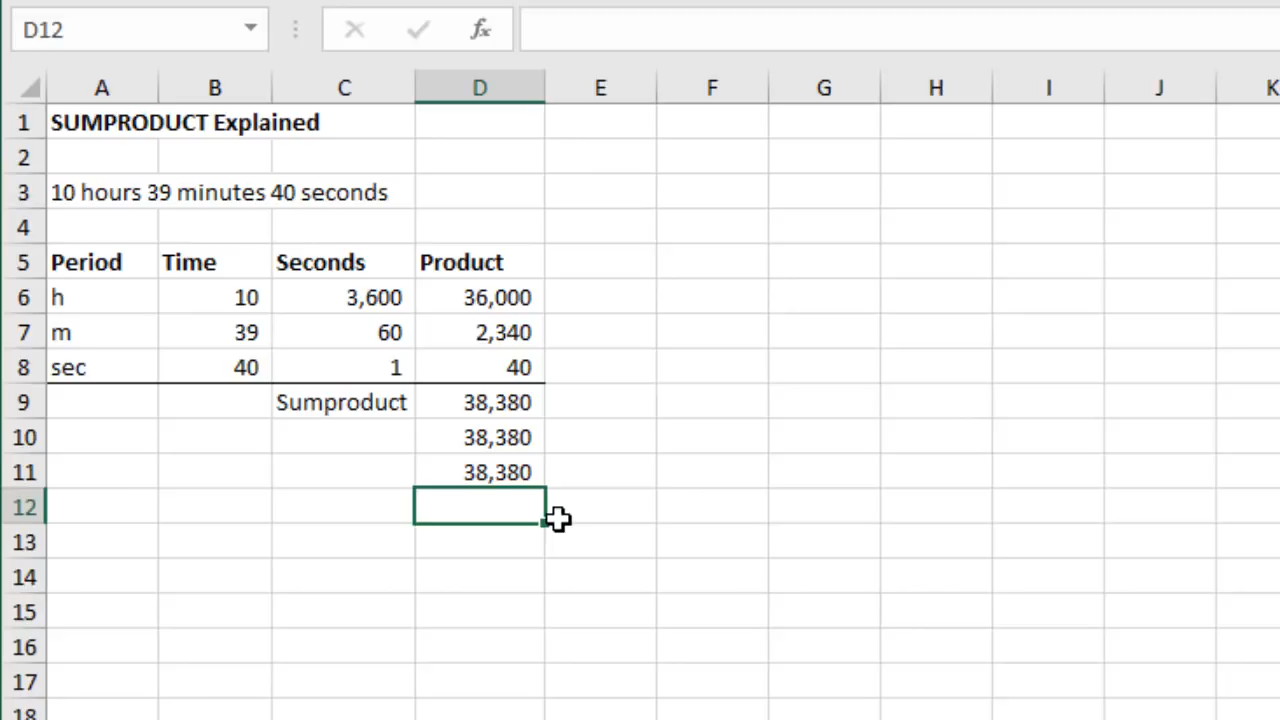 D12 fx
A B C D E F G H I J K
1 SUMPRODUCT Explained
2
3 10 hours 39 minutes 40 seconds
4
5 Period Time Seconds Product
6 h 10 3,600 36,000
7 m 39 60 2,340
8 sec 40 1 40
9 Sumproduct 38,380
10 38,380
11 38,380
12
13
14
15
16
17
18